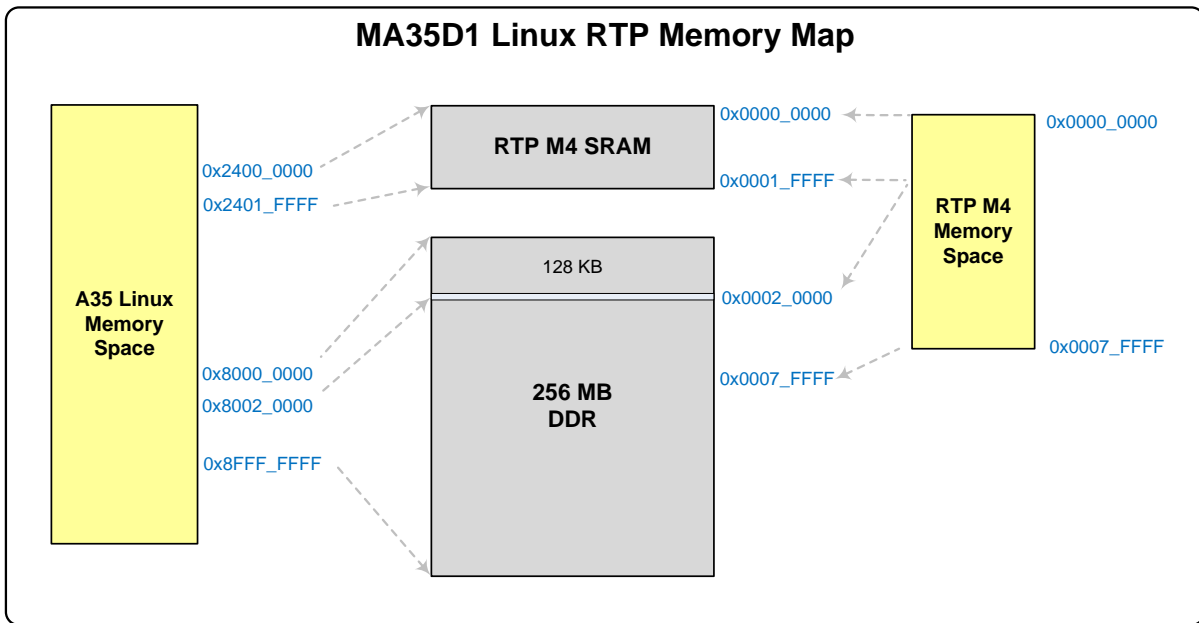 MA35D1 Linux RTP Memory Map
A35 Linux
Memory
Space
0x2400_0000
0x2401_FFFF
0x8000_0000
0x8002_0000
0x8FFF_FFFF
RTP M4 SRAM
128 KB
256 MB
DDR
0x0000_0000
0x0001_FFFF
0x0002_0000
0x0007_FFFF
RTP M4
Memory
Space
0x0000_0000
0x0007_FFFF